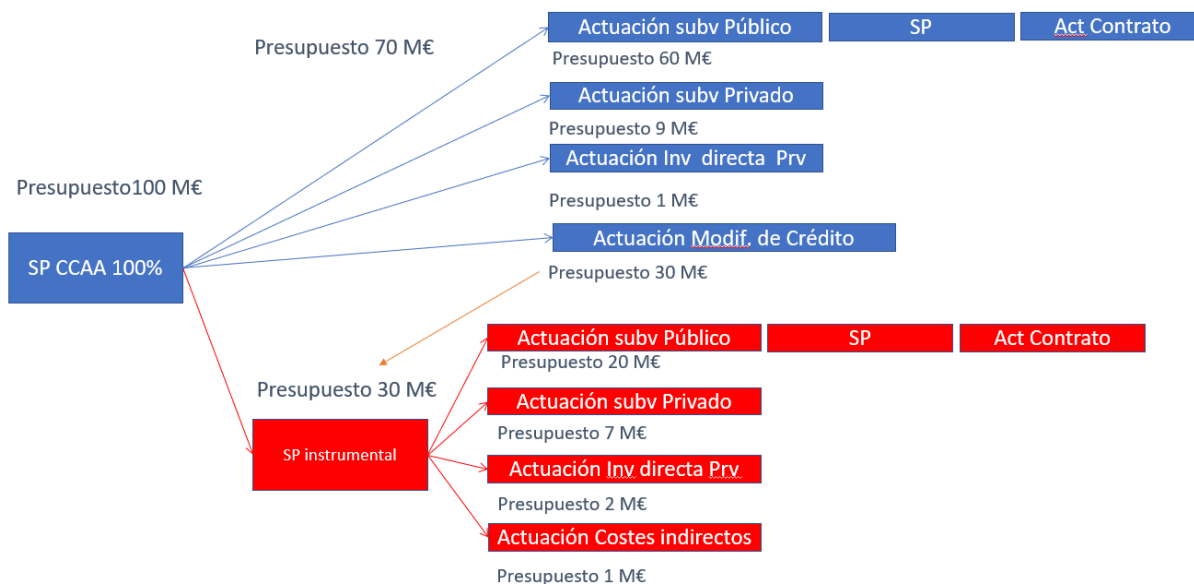 Actuación subv Público
SP
Act Contrato
Presupuesto 70 M€
Presupuesto 60 M€
Actuación subv Privado
Presupuesto 9 M€
Actuación Inv directa Prv
Presupuesto100 M€
Presupuesto 1 M€
Actuación Modif. de Crédito
SP CCAA 100%
Presupuesto 30 M€
Actuación subv Público
SP
Act Contrato
Presupuesto 20 M€
Presupuesto 30 M€
Actuación subv Privado
Presupuesto 7 M€
SP instrumental
Actuación Inv directa Prv
Presupuesto 2 M€
Actuación Costes indirectos
Presupuesto 1 M€